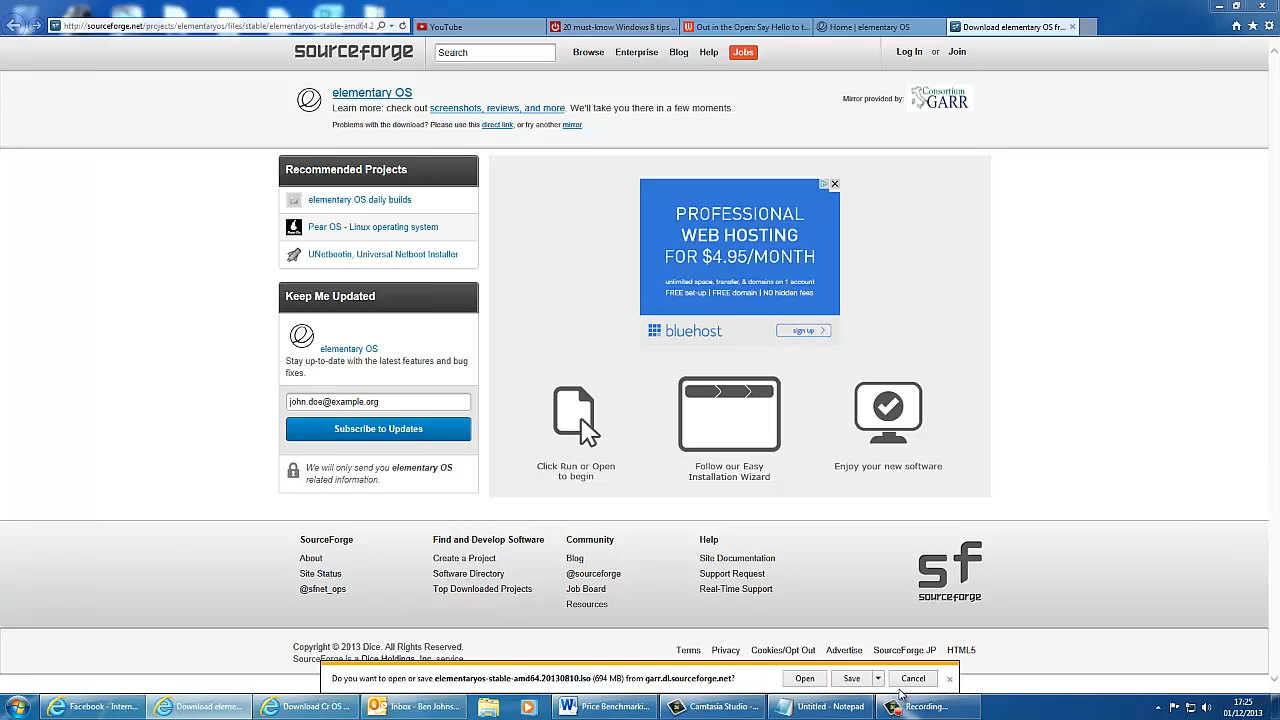 http://sourceforge.net/projects/elementaryos/files/stable/elementaryos-stable-amd64.2
YouTube
20 must-know Windows 8 tips ...
Out in the Open: Say Hello to t...
Home | elementary OS
Download elementary OS fr...
sourceforge
Search
Browse
Enterprise
Blog
Help
Jobs
Log In or Join
elementary OS
Learn more: check out screenshots, reviews, and more. We'll take you there in a few moments.
Problems with the download? Please use this direct link, or try another mirror.
Mirror provided by:
Consortium
GARR
Recommended Projects
elementary OS daily builds
Pear OS - Linux operating system
UNetbootin, Universal Netboot Installer
Keep Me Updated
elementary OS
Stay up-to-date with the latest features and bug
fixes.
john.doe@example.org
Subscribe to Updates
We will only send you elementary OS
related information.
PROFESSIONAL
WEB HOSTING
FOR $4.95/MONTH
unlimited space, transfer, & domains on 1 account
FREE set-up | FREE domain | NO hidden fees
bluehost
sign up
Click Run or Open
to begin
Follow our Easy
Installation Wizard
Enjoy your new software
SourceForge
About
Site Status
@sfnet_ops
Find and Develop Software
Create a Project
Software Directory
Top Downloaded Projects
Community
Blog
@sourceforge
Job Board
Resources
Help
Site Documentation
Support Request
Real-Time Support
sf
sourceforge
Copyright © 2013 Dice. All Rights Reserved.
SourceForge is a Dice Holdings, Inc. service
Terms
Privacy
Cookies/Opt Out
Advertise
SourceForge.JP
HTML5
Do you want to open or save elementaryos-stable-amd64.20130810.iso (694 MB) from garr.dl.sourceforge.net?
Open
Save
Cancel
Facebook - Intern...
Download eleme...
Download Cr OS ...
Inbox - Ben Johns...
Price Benchmarki...
Camtasia Studio -...
Untitled - Notepad
Recording...
17:25
01/12/2013